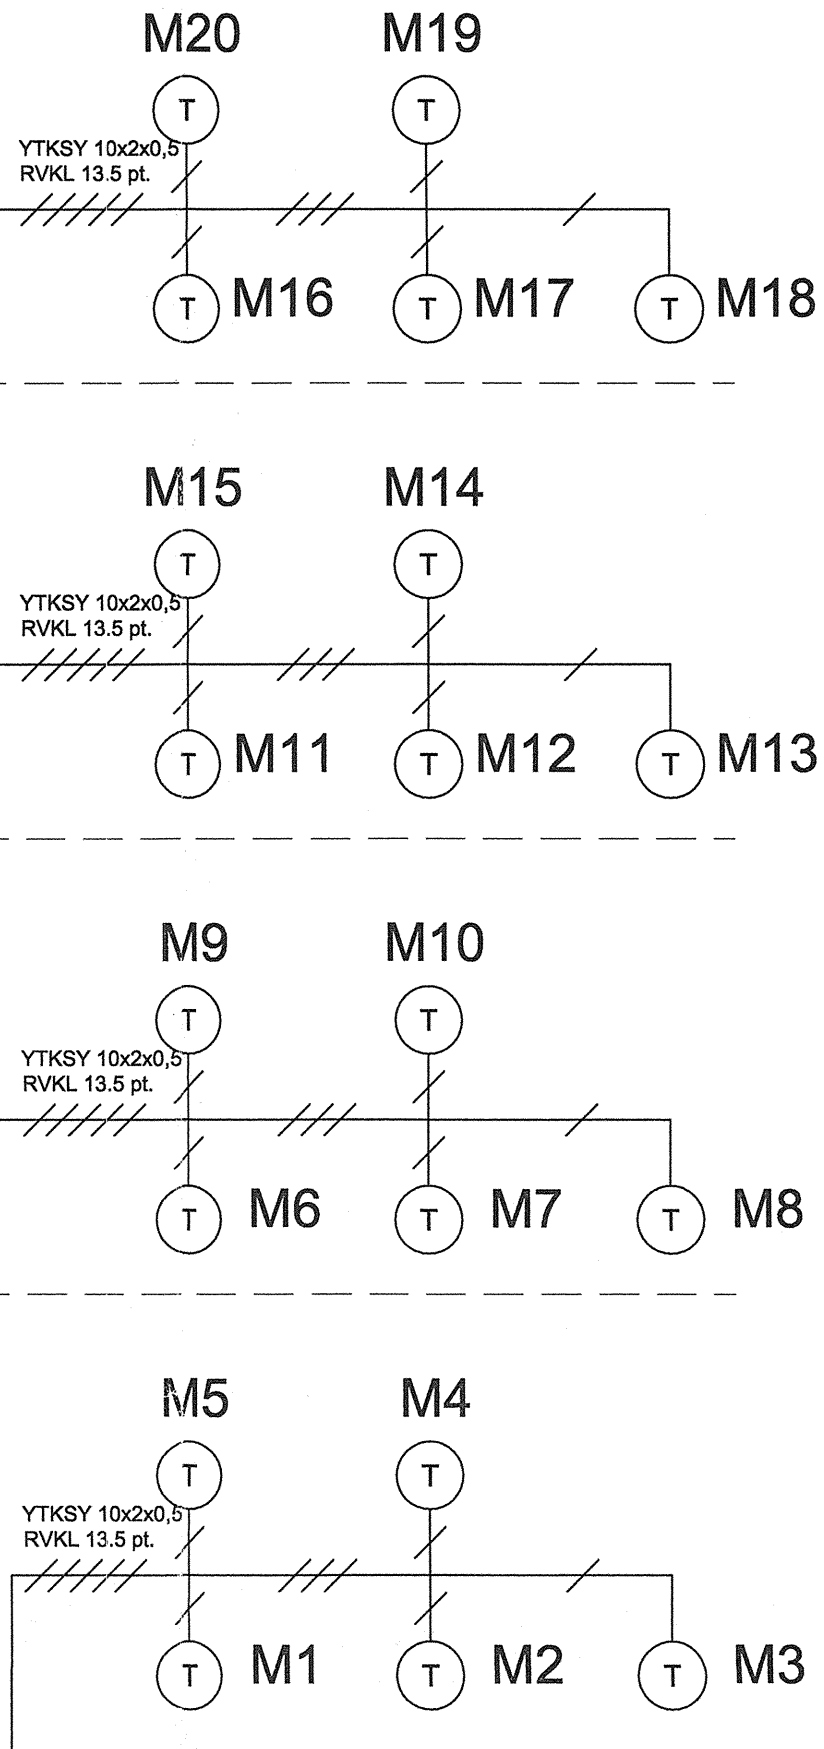 M20 M19
T T
YTKSY 10x2x0,5
RVKL 13.5 pt.
T M16 T M17 T M18
M15 M14
T T
YTKSY 10x2x0,5
RVKL 13.5 pt.
T M11 T M12 T M13
M9 M10
T T
YTKSY 10x2x0,5
RVKL 13.5 pt.
T M6 T M7 T M8
M5 M4
T T
YTKSY 10x2x0,5
RVKL 13.5 pt.
T M1 T M2 T M3